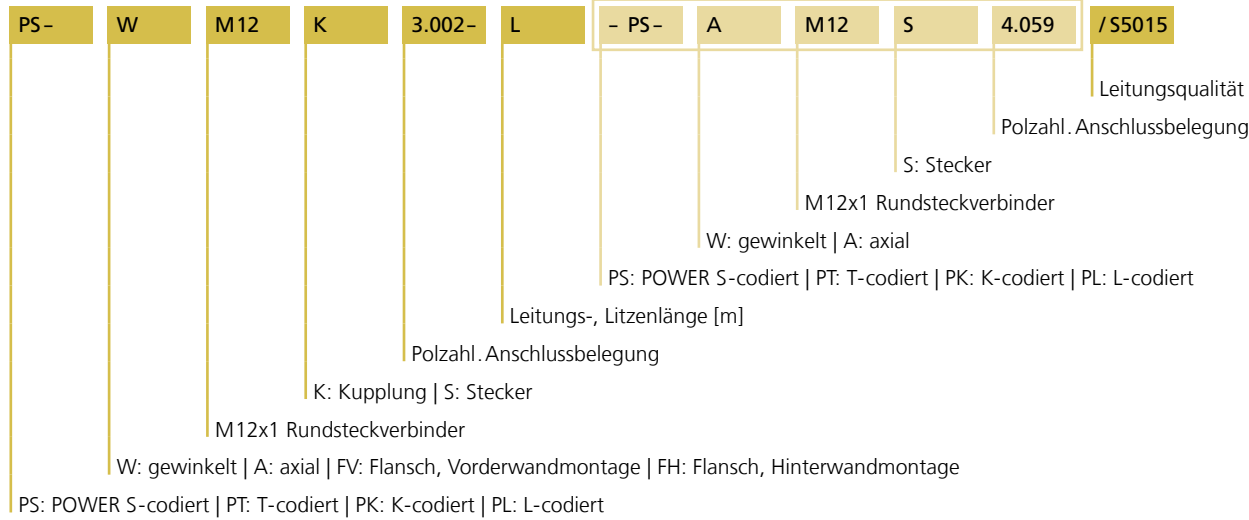 PS– W M12 K 3.002– L – PS– A M12 S 4.059 /S5015
Leitungsqualität
Polzahl.Anschlussbelegung
S: Stecker
M12x1 Rundsteckverbinder
W: gewinkelt | A: axial
PS: POWER S-codiert | PT: T-codiert | PK: K-codiert | PL: L-codiert
Leitungs-, Litzenlänge [m]
Polzahl.Anschlussbelegung
K: Kupplung | S: Stecker
M12x1 Rundsteckverbinder
W: gewinkelt | A: axial | FV: Flansch, Vorderwandmontage | FH: Flansch, Hinterwandmontage
PS: POWER S-codiert | PT: T-codiert | PK: K-codiert | PL: L-codiert